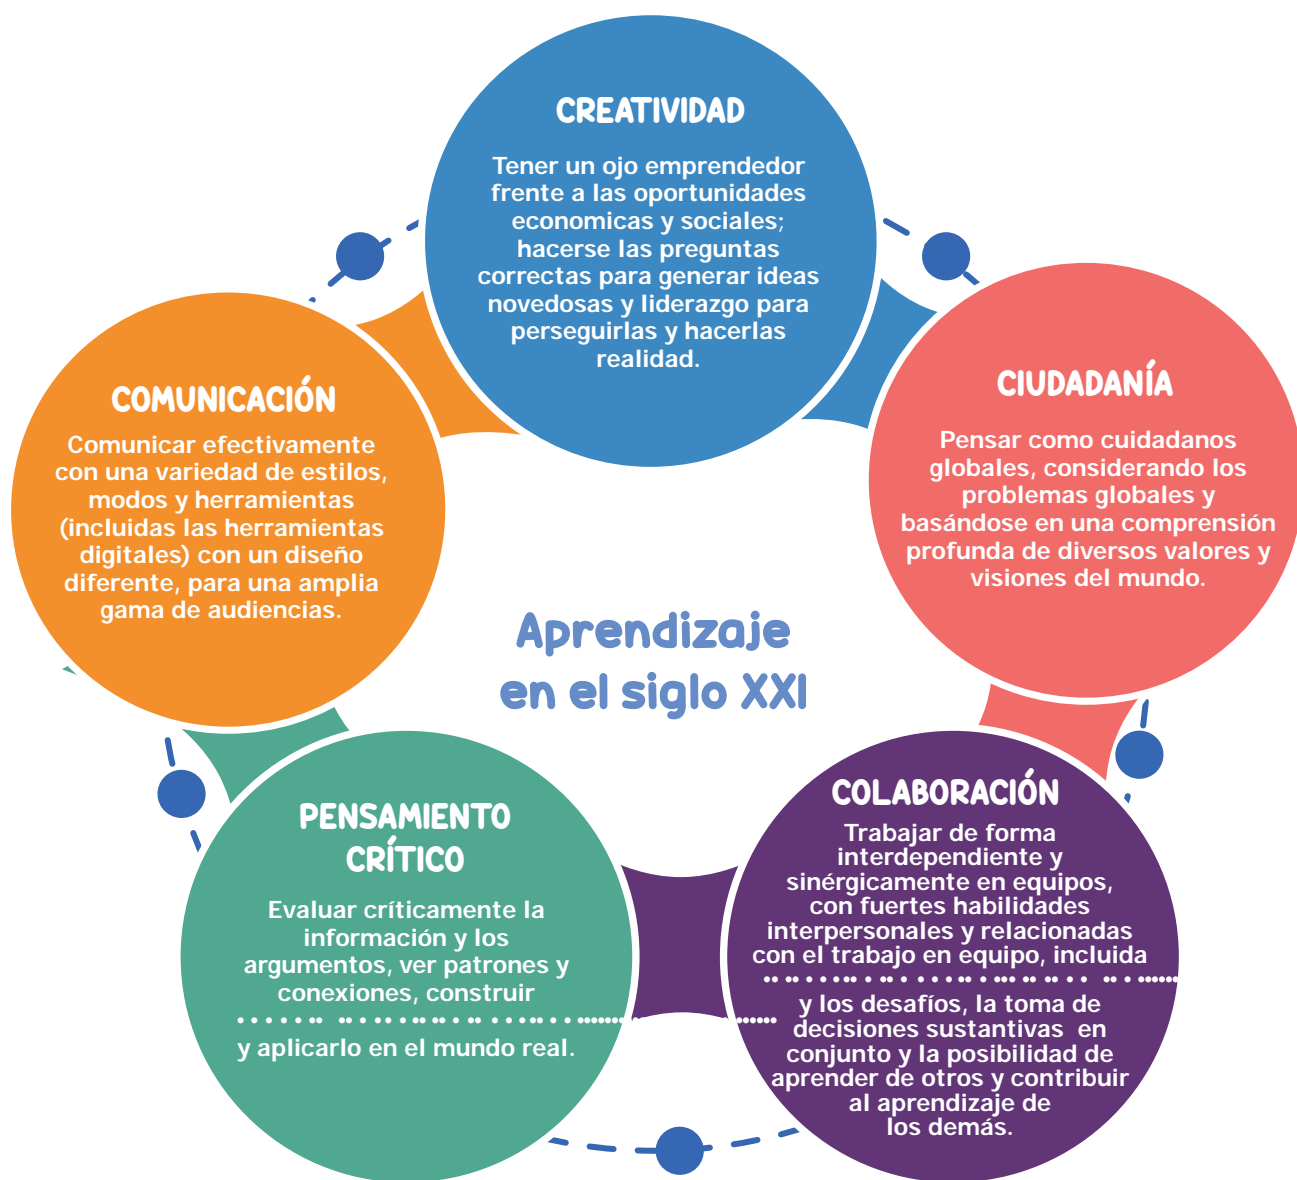 CREATIVIDAD
Tener un ojo emprendedor
frente a las oportunidades
economicas y sociales;
hacerse las preguntas
correctas para generar ideas
novedosas y liderazgo para
perseguirlas y hacerlas
realidad.
COMUNICACIÓN
Comunicar efectivamente
con una variedad de estilos,
modos y herramientas
(incluidas las herramientas
digitales) con un diseño
diferente, para una amplia
gama de audiencias.
CIUDADANÍA
Pensar como cuidadanos
globales, considerando los
problemas globales y
basándose en una comprensión
profunda de diversos valores y
visiones del mundo.
Aprendizaje
en el siglo XXI
PENSAMIENTO
CRÍTICO
Evaluar críticamente la
información y los
argumentos, ver patrones y
conexiones, construir
y aplicarlo en el mundo real.
COLABORACIÓN
Trabajar de forma
interdependiente y
sinérgicamente en equipos,
con fuertes habilidades
interpersonales y relacionadas
con el trabajo en equipo, incluida
y los desafíos, la toma de
decisiones sustantivas en
conjunto y la posibilidad de
aprender de otros y contribuir
al aprendizaje de
los demás.